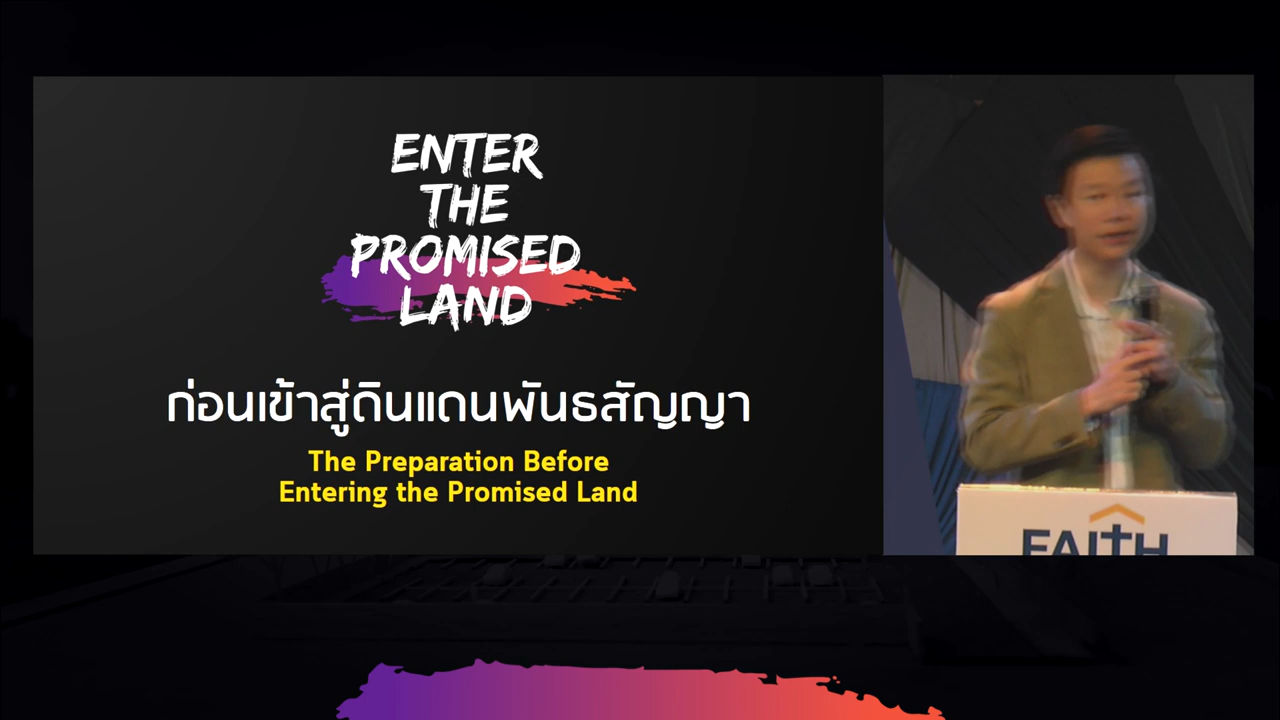 ENTER
THE
PROMISED
LAND
ก่อนเข้าสู่ดินแดนพันธสัญญา
The Preparation Before
Entering the Promised Land
FAITH